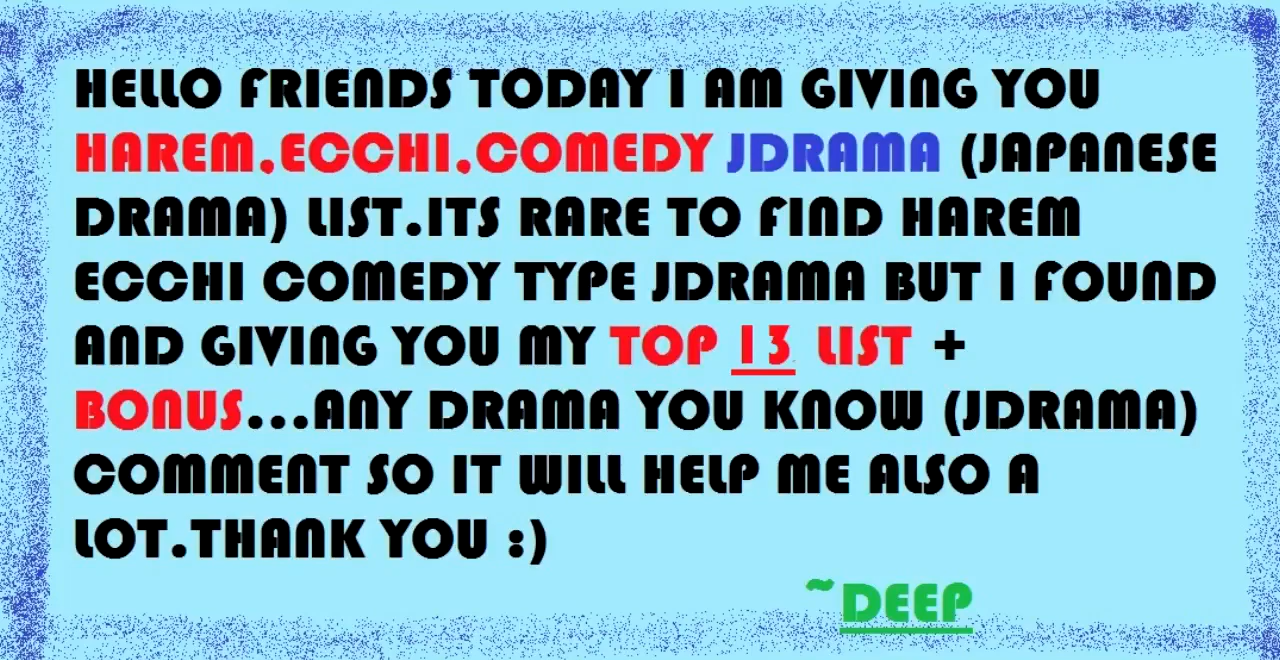 HELLO FRIENDS TODAY I AM GIVING YOU
HAREM,ECCHI,COMEDY JDRAMA (JAPANESE
DRAMA) LIST.ITS RARE TO FIND HAREM
ECCHI COMEDY TYPE JDRAMA BUT I FOUND
AND GIVING YOU MY TOP 13 LIST +
BONUS...ANY DRAMA YOU KNOW (JDRAMA)
COMMENT SO IT WILL HELP ME ALSO A
LOT.THANK YOU :)
~DEEP